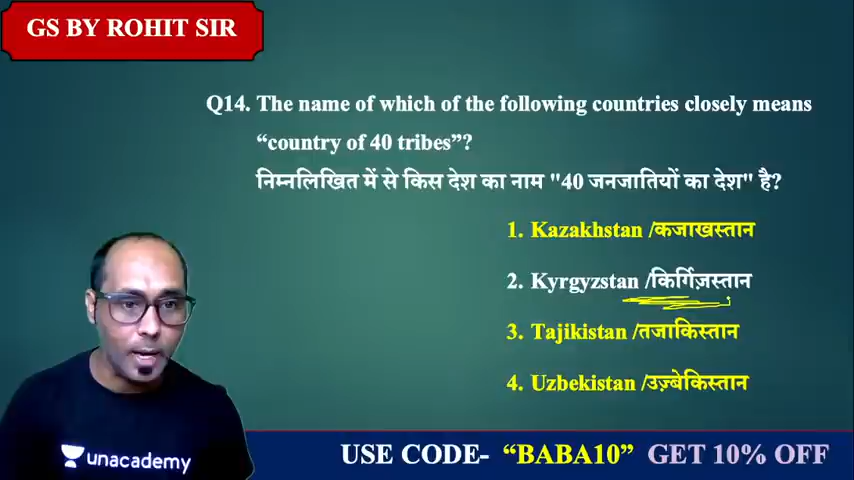 GS BY ROHIT SIR
Q14. The name of which of the following countries closely means
“country of 40 tribes”?
निम्नलिखित में से किस देश का नाम "40 जनजातियों का देश" है?
1. Kazakhstan /कजाखस्तान
2. Kyrgyzstan /किर्गिज़स्तान
3. Tajikistan /तजाकिस्तान
4. Uzbekistan /उज़्बेकिस्तान
unacademy
USE CODE- “BABA10” GET 10% OFF